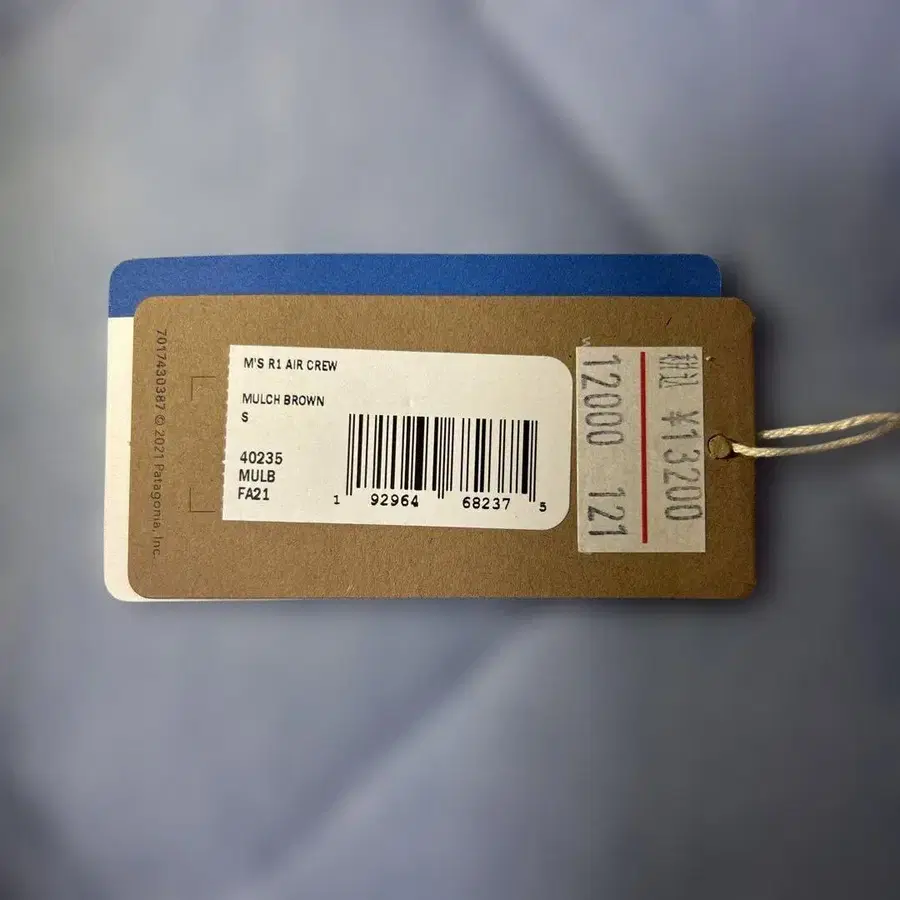 7017430387 © 2021 Patagonia, Inc.
M'S R1 AIR CREW
MULCH BROWN
S
40235
MULB
FA21
1 92964 68237 5
税込 ¥13200
12000 121